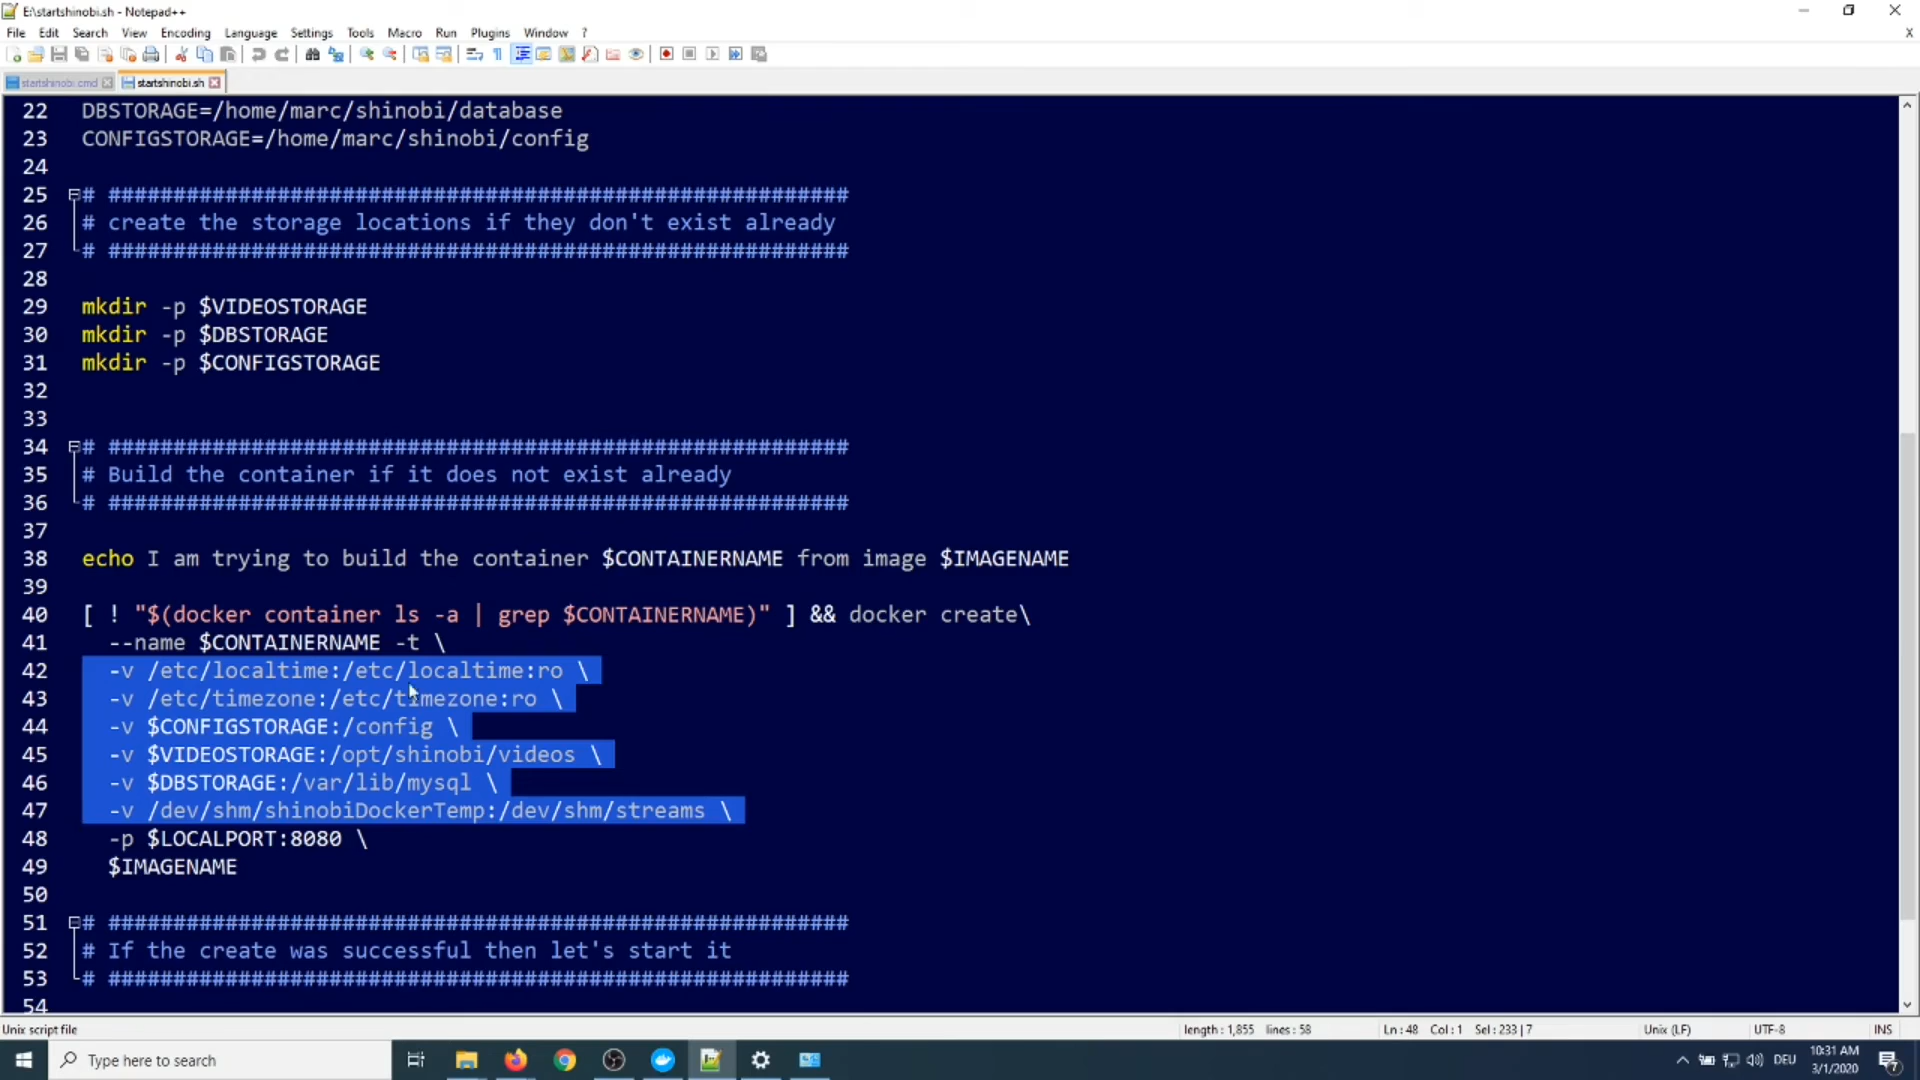 E:\startshinobi.sh - Notepad++
File Edit Search View Encoding Language Settings Tools Macro Run Plugins Window ?
X
startshinobi.cmd startshinobi.sh
22 DBSTORAGE=/home/marc/shinobi/database
23 CONFIGSTORAGE=/home/marc/shinobi/config
24
25 # #########################################################
26 # create the storage locations if they don't exist already
27 # #########################################################
28
29 mkdir -p $VIDEOSTORAGE
30 mkdir -p $DBSTORAGE
31 mkdir -p $CONFIGSTORAGE
32
33
34 # #########################################################
35 # Build the container if it does not exist already
36 # #########################################################
37
38 echo I am trying to build the container $CONTAINERNAME from image $IMAGENAME
39
40 [ ! "$(docker container ls -a | grep $CONTAINERNAME)" ] && docker create\
41 --name $CONTAINERNAME -t \
42 -v /etc/localtime:/etc/localtime:ro \
43 -v /etc/timezone:/etc/timezone:ro \
44 -v $CONFIGSTORAGE:/config \
45 -v $VIDEOSTORAGE:/opt/shinobi/videos \
46 -v $DBSTORAGE:/var/lib/mysql \
47 -v /dev/shm/shinobiDockerTemp:/dev/shm/streams \
48 -p $LOCALPORT:8080 \
49 $IMAGENAME
50
51 # #########################################################
52 # If the create was successful then let's start it
53 # #########################################################
54
Unix script file length : 1,855 lines : 58 Ln : 48 Col : 1 Sel : 233 | 7 Unix (LF) UTF-8 INS
Type here to search
DEU
10:31 AM
3/1/2020
7